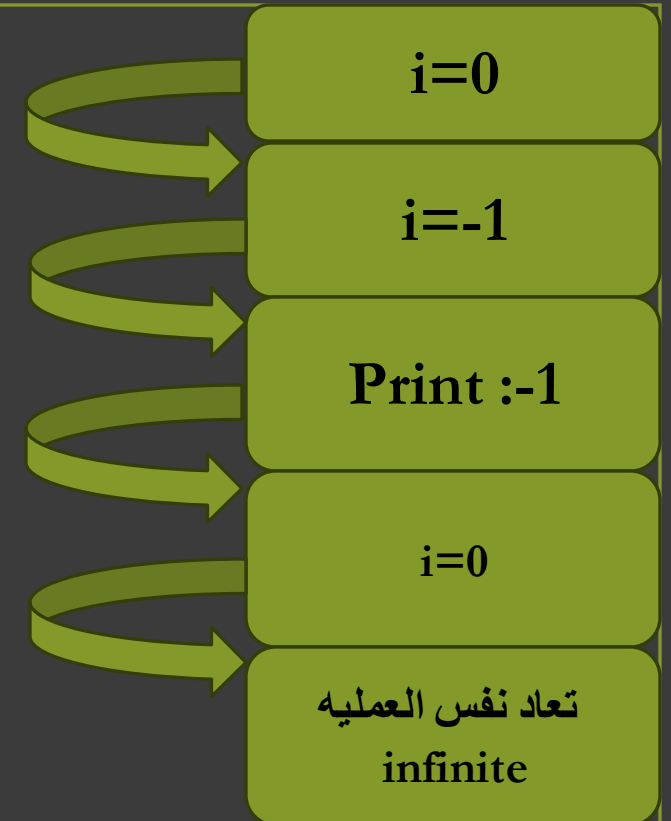 i=0
i=-1
Print :-1
i=0
تعاد نفس العمليه
infinite